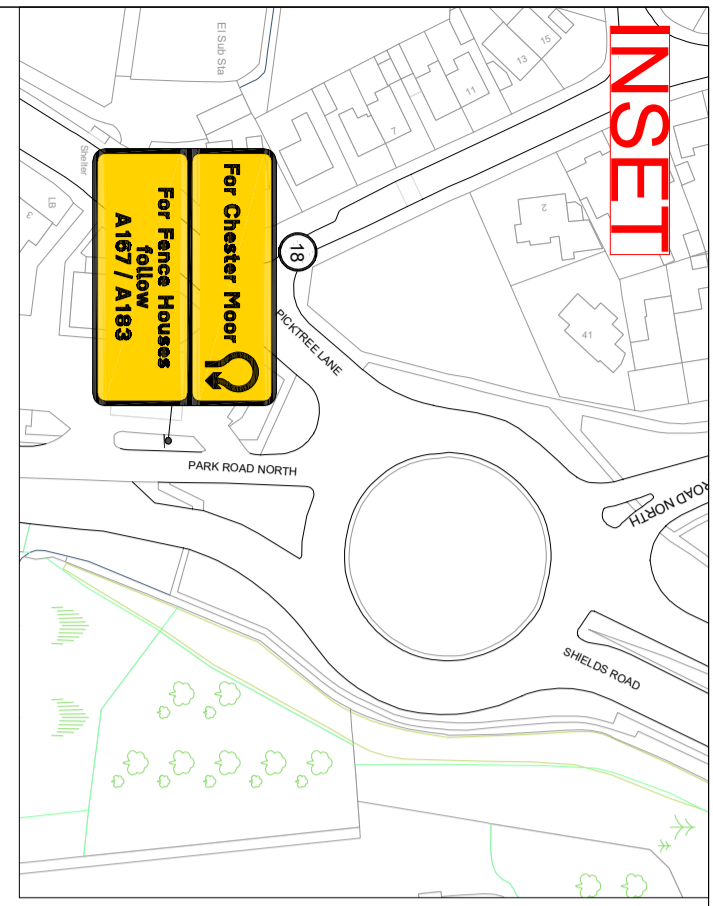 INSET
El Sub Sta
15
13
11
7
2
41
Shelter
LB
3
18
For Chester Moor
For Fence Houses
follow
A167 / A183
PICKTREE LANE
PARK ROAD NORTH
ROAD NORTH
SHIELDS ROAD